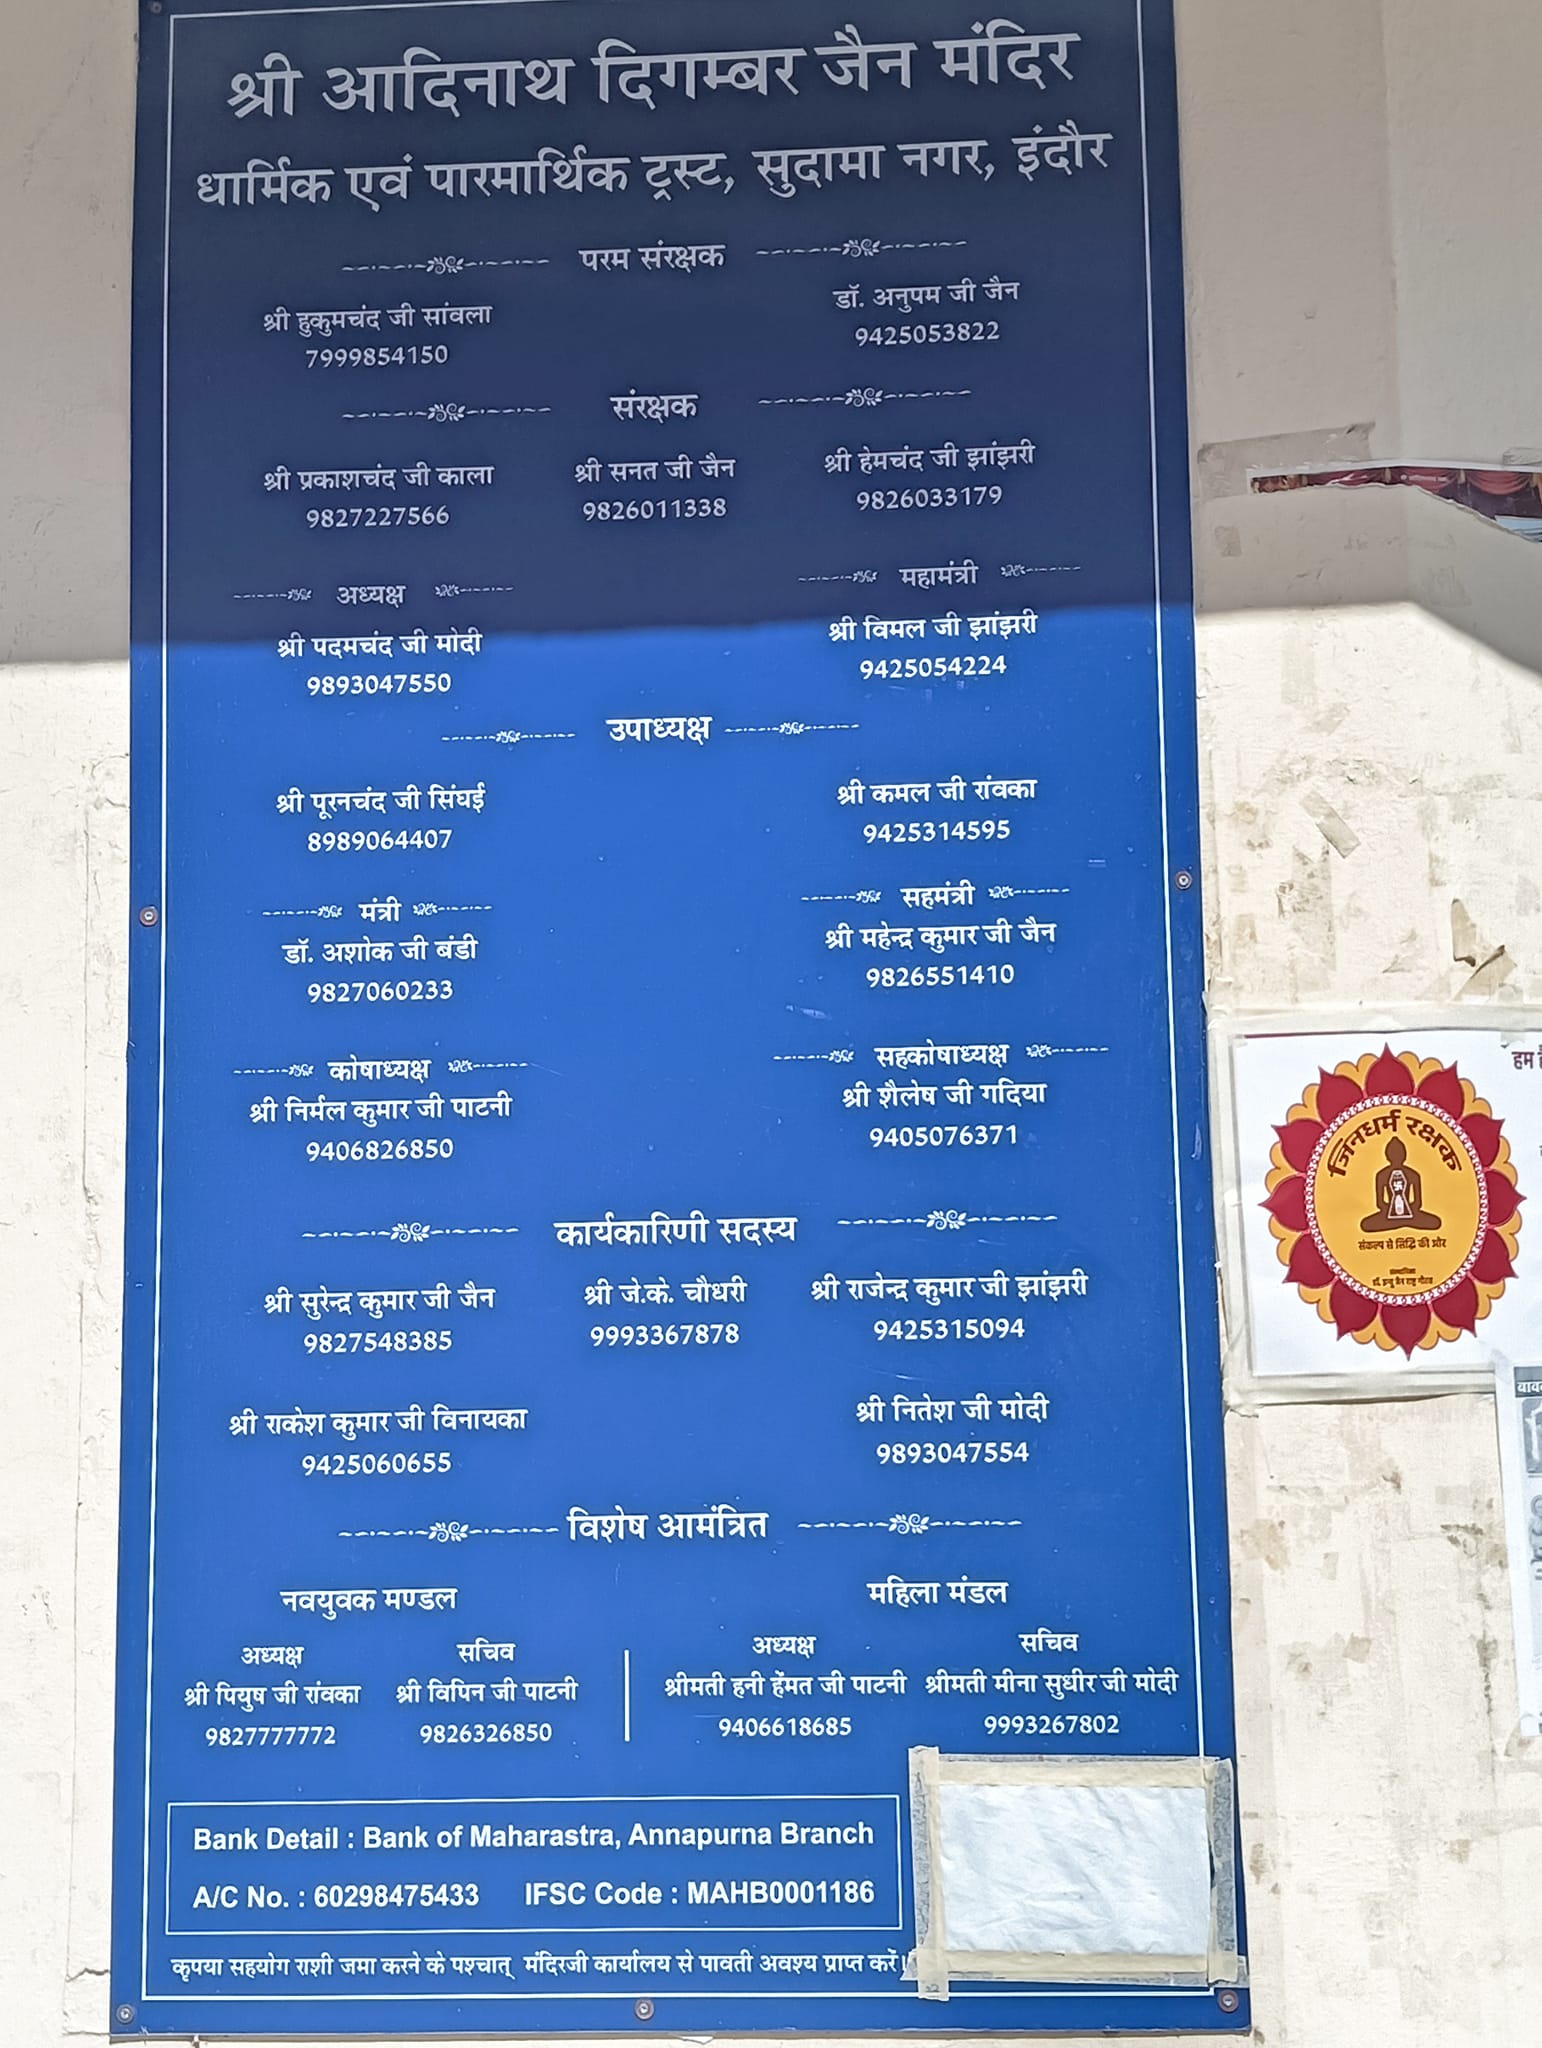 श्री आदिनाथ दिगम्बर जैन मंदिर
धार्मिक एवं पारमार्थिक ट्रस्ट, सुदामा नगर, इंदौर
परम संरक्षक
श्री हुकुमचंद जी सांवला डॉ. अनुपम जी जैन
7999854150 9425053822
संरक्षक
श्री प्रकाशचंद जी काला श्री सनत जी जैन श्री हेमचंद जी झांझरी
9827227566 9826011338 9826033179
अध्यक्ष महामंत्री
श्री पदमचंद जी मोदी श्री विमल जी झांझरी
9893047550 9425054224
उपाध्यक्ष
श्री पूरनचंद जी सिंघई श्री कमल जी रांवका
8989064407 9425314595
मंत्री सहमंत्री
डॉ. अशोक जी बंडी श्री महेन्द्र कुमार जी जैन
9827060233 9826551410
कोषाध्यक्ष सहकोषाध्यक्ष
श्री निर्मल कुमार जी पाटनी श्री शैलेष जी गदिया
9406826850 9405076371
कार्यकारिणी सदस्य
श्री सुरेन्द्र कुमार जी जैन श्री जे.के. चौधरी श्री राजेन्द्र कुमार जी झांझरी
9827548385 9993367878 9425315094
श्री राकेश कुमार जी विनायका श्री नितेश जी मोदी
9425060655 9893047554
विशेष आमंत्रित
नवयुवक मण्डल महिला मंडल
अध्यक्ष सचिव अध्यक्ष सचिव
श्री पियुष जी रांवका श्री विपिन जी पाटनी श्रीमती हनी हेंमत जी पाटनी श्रीमती मीना सुधीर जी मोदी
9827777772 9826326850 9406618685 9993267802
Bank Detail : Bank of Maharastra, Annapurna Branch
A/C No. : 60298475433 IFSC Code : MAHB0001186
कृपया सहयोग राशी जमा करने के पश्चात् मंदिरजी कार्यालय से पावती अवश्य प्राप्त करें।
हम
जिनधर्म रक्षक
संकल्प से सिद्धि की ओर